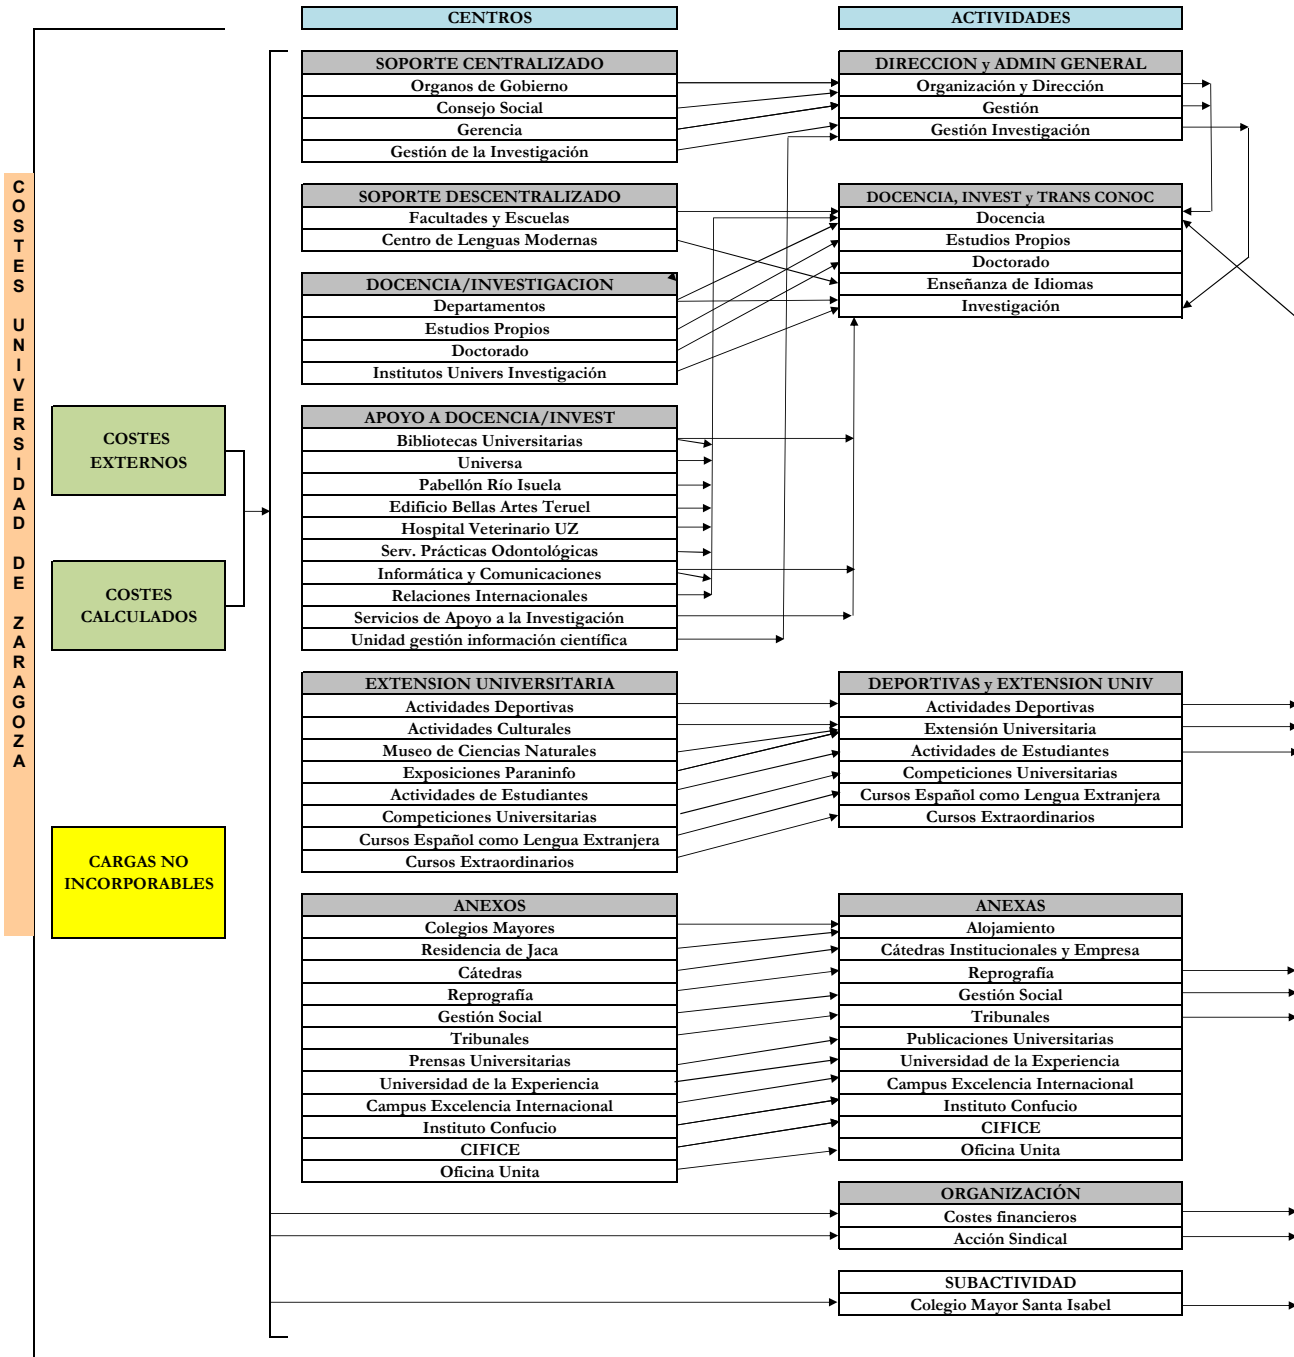 COSTES UNIVERSIDAD DE ZARAGOZA
COSTES
EXTERNOS
COSTES
CALCULADOS
CARGAS NO
INCORPORABLES
CENTROS
SOPORTE CENTRALIZADO
Organos de Gobierno
Consejo Social
Gerencia
Gestión de la Investigación
SOPORTE DESCENTRALIZADO
Facultades y Escuelas
Centro de Lenguas Modernas
DOCENCIA/INVESTIGACION
Departamentos
Estudios Propios
Doctorado
Institutos Univers Investigación
APOYO A DOCENCIA/INVEST
Bibliotecas Universitarias
Universa
Pabellón Río Isuela
Edificio Bellas Artes Teruel
Hospital Veterinario UZ
Serv. Prácticas Odontológicas
Informática y Comunicaciones
Relaciones Internacionales
Servicios de Apoyo a la Investigación
Unidad gestión información científica
EXTENSION UNIVERSITARIA
Actividades Deportivas
Actividades Culturales
Museo de Ciencias Naturales
Exposiciones Paraninfo
Actividades de Estudiantes
Competiciones Universitarias
Cursos Español como Lengua Extranjera
Cursos Extraordinarios
ANEXOS
Colegios Mayores
Residencia de Jaca
Cátedras
Reprografía
Gestión Social
Tribunales
Prensas Universitarias
Universidad de la Experiencia
Campus Excelencia Internacional
Instituto Confucio
CIFICE
Oficina Unita
ACTIVIDADES
DIRECCION y ADMIN GENERAL
Organización y Dirección
Gestión
Gestión Investigación
DOCENCIA, INVEST y TRANS CONOC
Docencia
Estudios Propios
Doctorado
Enseñanza de Idiomas
Investigación
DEPORTIVAS y EXTENSION UNIV
Actividades Deportivas
Extensión Universitaria
Actividades de Estudiantes
Competiciones Universitarias
Cursos Español como Lengua Extranjera
Cursos Extraordinarios
ANEXAS
Alojamiento
Cátedras Institucionales y Empresa
Reprografía
Gestión Social
Tribunales
Publicaciones Universitarias
Universidad de la Experiencia
Campus Excelencia Internacional
Instituto Confucio
CIFICE
Oficina Unita
ORGANIZACIÓN
Costes financieros
Acción Sindical
SUBACTIVIDAD
Colegio Mayor Santa Isabel